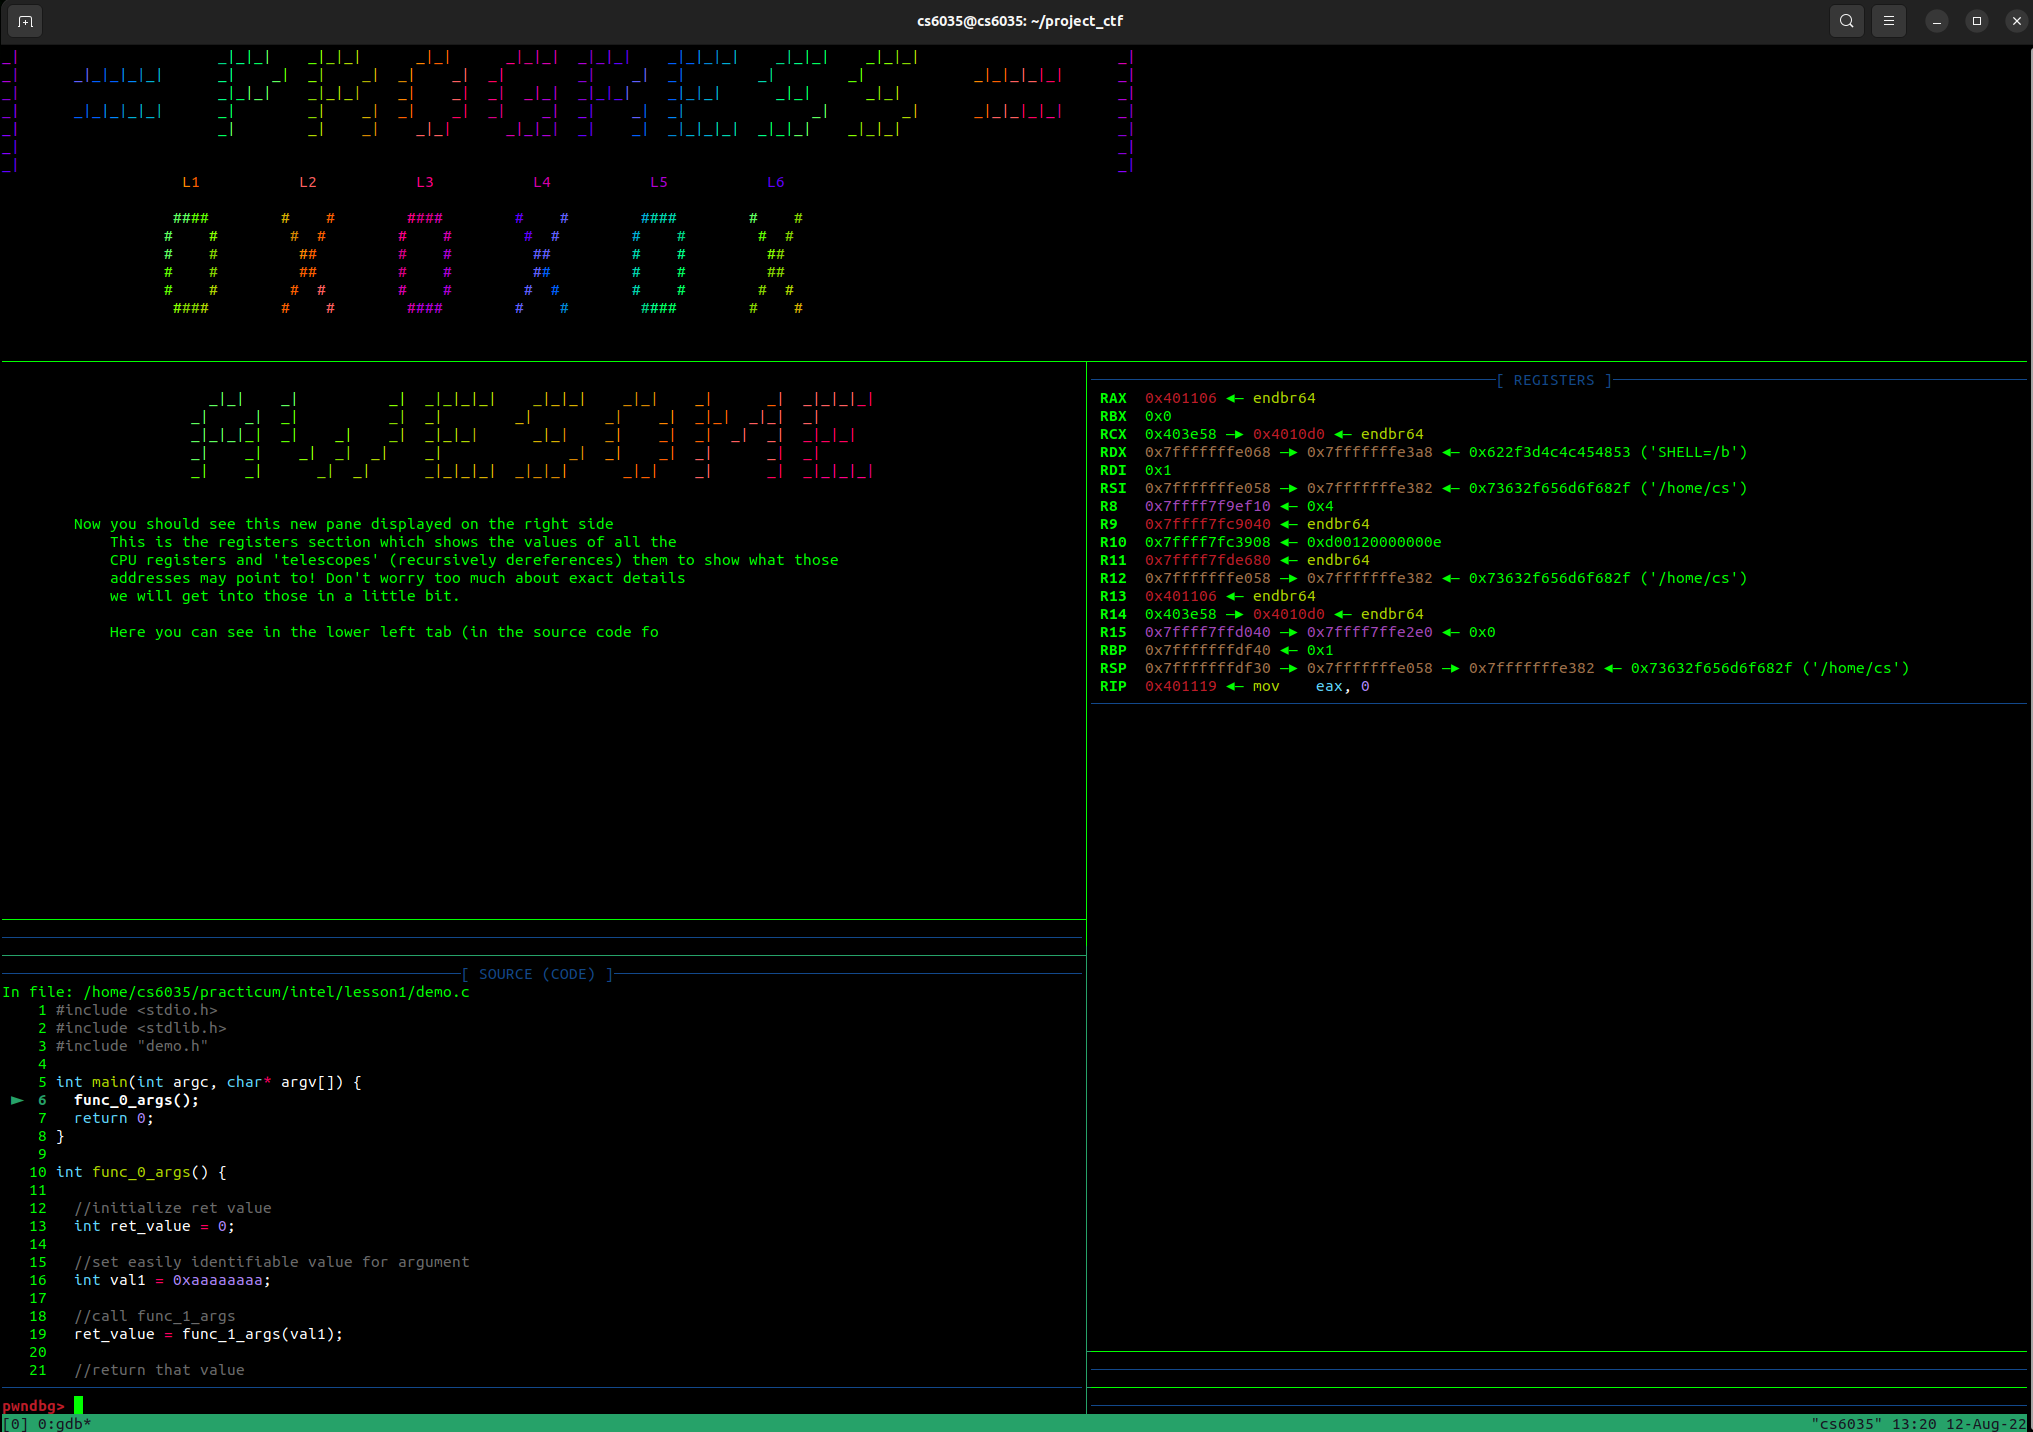 cs6035@cs6035: ~/project_ctf
= PROGRESS =
L1 L2 L3 L4 L5 L6
O X O X O X
AWESOME
Now you should see this new pane displayed on the right side
This is the registers section which shows the values of all the
CPU registers and 'telescopes' (recursively dereferences) them to show what those
addresses may point to! Don't worry too much about exact details
we will get into those in a little bit.
Here you can see in the lower left tab (in the source code fo
[ REGISTERS ]
RAX 0x401106 ◂— endbr64
RBX 0x0
RCX 0x403e58 —▸ 0x4010d0 ◂— endbr64
RDX 0x7fffffffe068 —▸ 0x7fffffffe3a8 ◂— 0x622f3d4c4c454853 ('SHELL=/b')
RDI 0x1
RSI 0x7fffffffe058 —▸ 0x7fffffffe382 ◂— 0x73632f656d6f682f ('/home/cs')
R8 0x7ffff7f9ef10 ◂— 0x4
R9 0x7ffff7fc9040 ◂— endbr64
R10 0x7ffff7fc3908 ◂— 0xd00120000000e
R11 0x7ffff7fde680 ◂— endbr64
R12 0x7fffffffe058 —▸ 0x7fffffffe382 ◂— 0x73632f656d6f682f ('/home/cs')
R13 0x401106 ◂— endbr64
R14 0x403e58 —▸ 0x4010d0 ◂— endbr64
R15 0x7ffff7ffd040 —▸ 0x7ffff7ffe2e0 ◂— 0x0
RBP 0x7fffffffdf40 ◂— 0x1
RSP 0x7fffffffdf30 —▸ 0x7fffffffe058 —▸ 0x7fffffffe382 ◂— 0x73632f656d6f682f ('/home/cs')
RIP 0x401119 ◂— mov eax, 0
[ SOURCE (CODE) ]
In file: /home/cs6035/practicum/intel/lesson1/demo.c
1 #include <stdio.h>
2 #include <stdlib.h>
3 #include "demo.h"
4
5 int main(int argc, char* argv[]) {
► 6 func_0_args();
7 return 0;
8 }
9
10 int func_0_args() {
11
12 //initialize ret value
13 int ret_value = 0;
14
15 //set easily identifiable value for argument
16 int val1 = 0xaaaaaaaa;
17
18 //call func_1_args
19 ret_value = func_1_args(val1);
20
21 //return that value
pwndbg>
[0] 0:gdb* "cs6035" 13:20 12-Aug-22